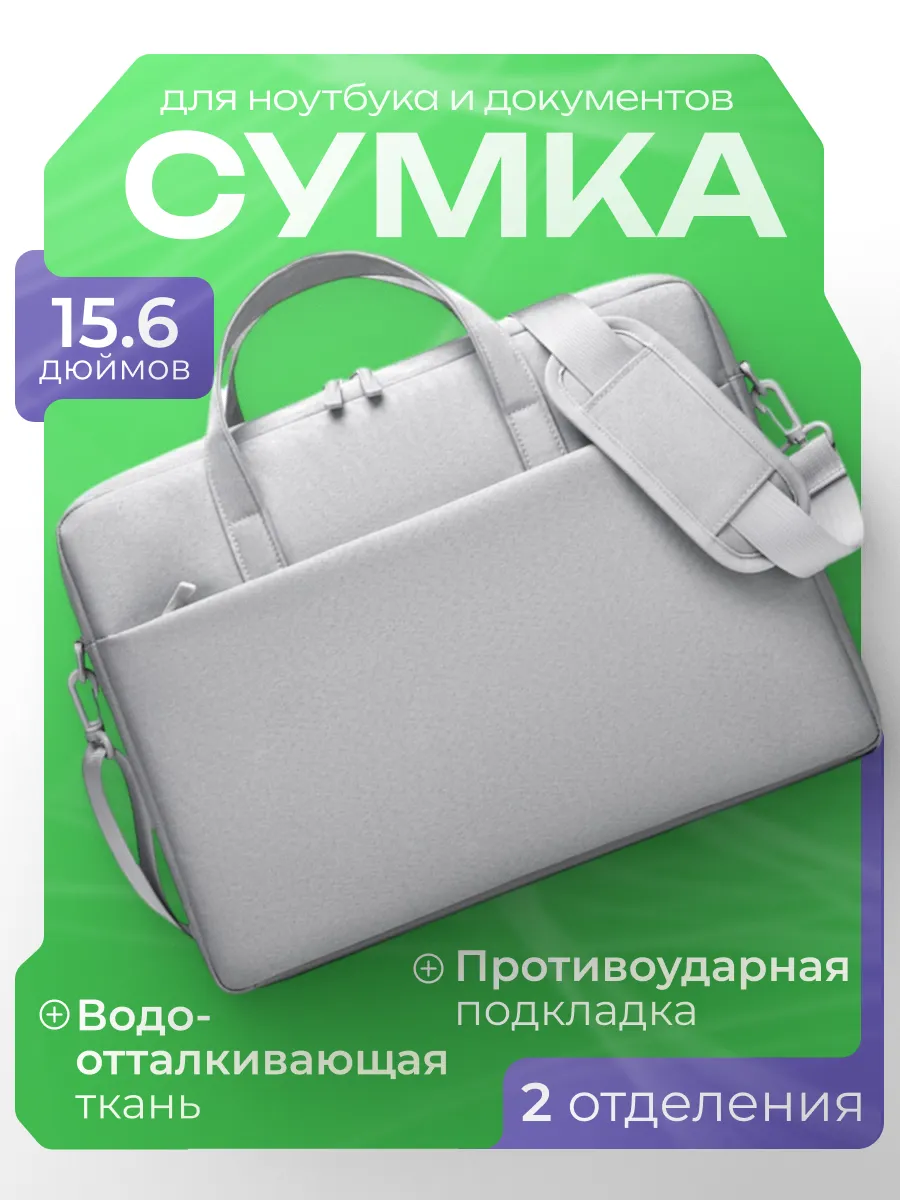 для ноутбука и документов
СУМКА
15.6
дюймов
Противоударная
подкладка
Водо-
отталкивающая
ткань
2 отделения